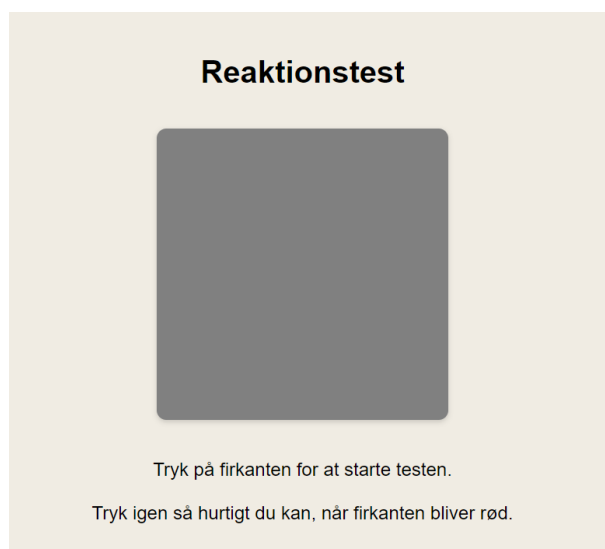 Reaktionstest
Tryk på firkanten for at starte testen.
Tryk igen så hurtigt du kan, når firkanten bliver rød.